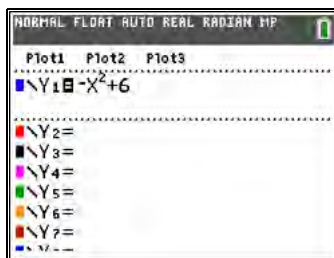 NORMAL FLOAT AUTO REAL RADIAN MP
Plot1 Plot2 Plot3
\Y₁=-X²+6
\Y₂=
\Y₃=
\Y₄=
\Y₅=
\Y₆=
\Y₇=